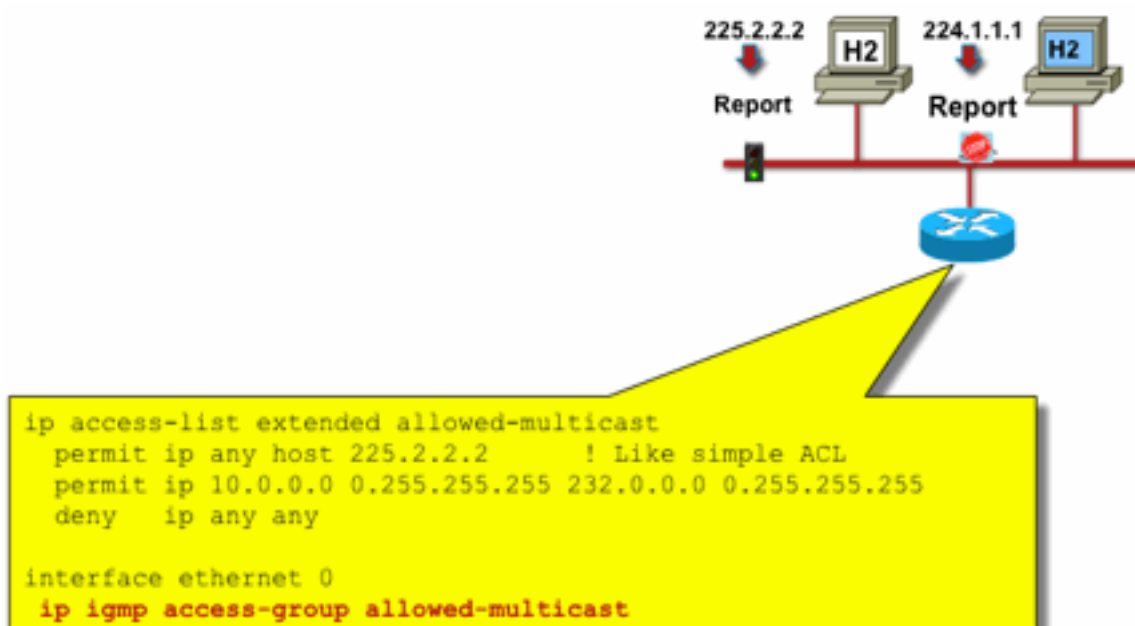 225.2.2.2
H2
224.1.1.1
H2
Report
Report
STOP
ip access-list extended allowed-multicast
permit ip any host 225.2.2.2 ! Like simple ACL
permit ip 10.0.0.0 0.255.255.255 232.0.0.0 0.255.255.255
deny ip any any
interface ethernet 0
ip igmp access-group allowed-multicast